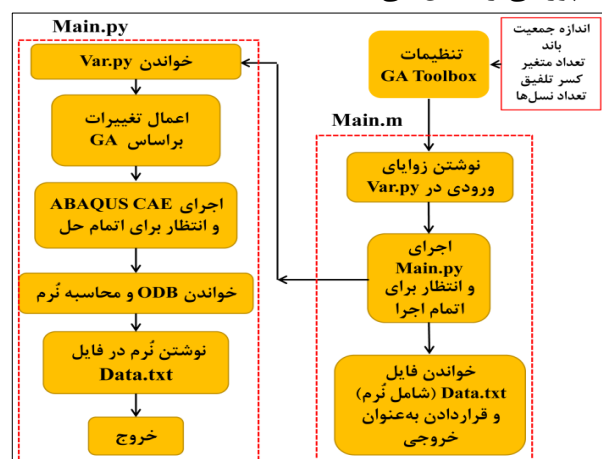 اندازه جمعیت
باند
تعداد متغیر
کسر تلفیق
تعداد نسل‌ها
تنظیمات
GA Toolbox
Main.m
نوشتن زوایای
ورودی در Var.py
اجرای
Main.py
و انتظار برای
اتمام اجرا
خواندن فایل
Data.txt (شامل نُرم)
و قراردادن به‌عنوان
خروجی
Main.py
خواندن Var.py
اعمال تغییرات
براساس GA
اجرای ABAQUS CAE
و انتظار برای اتمام حل
خواندن ODB و محاسبه نُرم
نوشتن نُرم در فایل
Data.txt
خروج